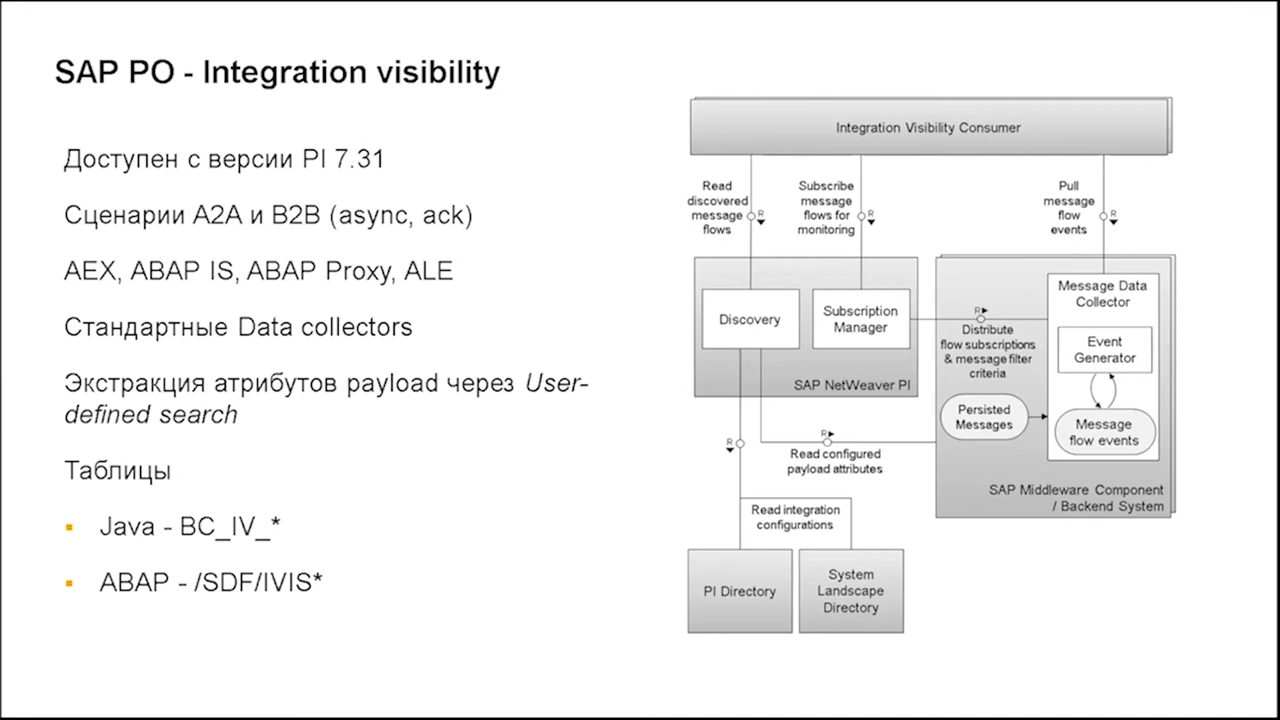 SAP PO - Integration visibility
Доступен с версии PI 7.31
Сценарии A2A и B2B (async, ack)
AEX, ABAP IS, ABAP Proxy, ALE
Стандартные Data collectors
Экстракция атрибутов payload через User-
defined search
Таблицы
▪ Java - BC_IV_*
▪ ABAP - /SDF/IVIS*
Integration Visibility Consumer
Read
discovered
message
flows
R
Subscribe
message
flows for
monitoring
R
Pull
message
flow
events
R
Discovery
Subscription
Manager
SAP NetWeaver PI
R
Distribute
flow subscriptions
& message filter
criteria
Message Data
Collector
Event
Generator
Persisted
Messages
Message
flow events
SAP Middleware Component
/ Backend System
R
R
Read configured
payload attributes
Read integration
configurations
PI Directory
System
Landscape
Directory